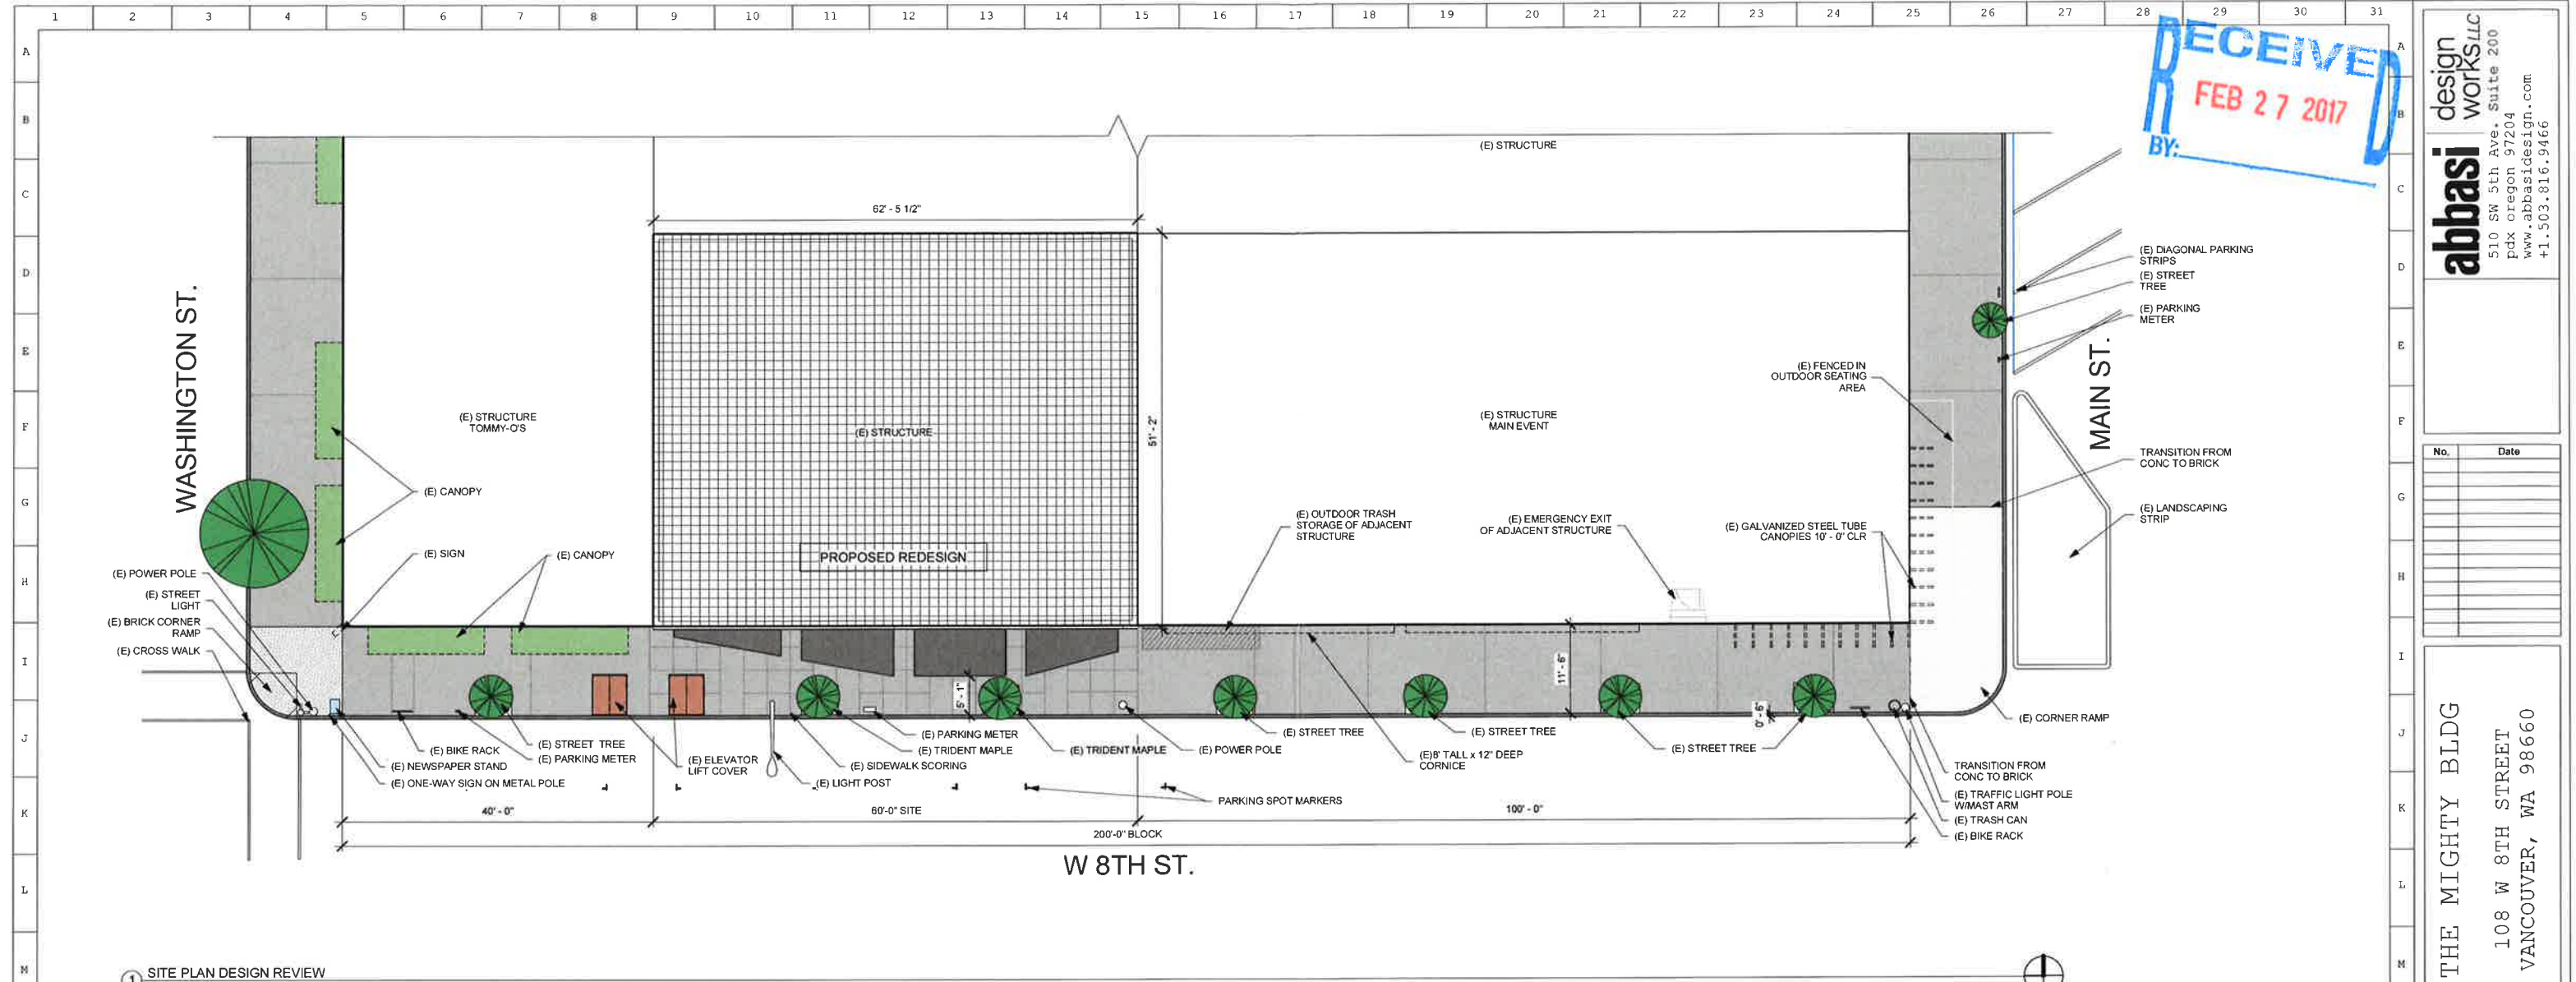 1 2 3 4 5 6 7 8 9 10 11 12 13 14 15 16 17 18 19 20 21 22 23 24 25 26 27 28 29 30 31
A
B
C
D
E
F
G
H
I
J
K
L
M
A
B
C
D
E
F
G
H
I
J
K
L
M
RECEIVED
FEB 27 2017
BY:
abbasi
design
works LLC
510 SW 5th Ave. Suite 200
pdx oregon 97204
www.abbasidesign.com
+1.503.816.9466
No. Date
THE MIGHTY BLDG
108 W 8TH STREET
VANCOUVER, WA 98660
(E) STRUCTURE
62' - 5 1/2"
51' - 2"
WASHINGTON ST.
MAIN ST.
(E) DIAGONAL PARKING
STRIPS
(E) STREET
TREE
(E) PARKING
METER
(E) FENCED IN
OUTDOOR SEATING
AREA
(E) STRUCTURE
TOMMY-O'S
(E) STRUCTURE
(E) STRUCTURE
MAIN EVENT
TRANSITION FROM
CONC TO BRICK
(E) CANOPY
(E) LANDSCAPING
STRIP
(E) OUTDOOR TRASH
STORAGE OF ADJACENT
STRUCTURE
(E) EMERGENCY EXIT
OF ADJACENT STRUCTURE
(E) GALVANIZED STEEL TUBE
CANOPIES 10' - 0" CLR
(E) SIGN
(E) CANOPY
PROPOSED REDESIGN
(E) POWER POLE
(E) STREET
LIGHT
(E) BRICK CORNER
RAMP
(E) CROSS WALK
5' - 1"
11' - 6"
0' - 6"
(E) CORNER RAMP
(E) BIKE RACK
(E) NEWSPAPER STAND
(E) ONE-WAY SIGN ON METAL POLE
(E) STREET TREE
(E) PARKING METER
(E) ELEVATOR
LIFT COVER
(E) PARKING METER
(E) TRIDENT MAPLE
(E) SIDEWALK SCORING
(E) LIGHT POST
(E) TRIDENT MAPLE
(E) POWER POLE
(E) STREET TREE
(E) STREET TREE
(E)8' TALL x 12" DEEP
CORNICE
(E) STREET TREE
TRANSITION FROM
CONC TO BRICK
(E) TRAFFIC LIGHT POLE
W/MAST ARM
(E) TRASH CAN
(E) BIKE RACK
PARKING SPOT MARKERS
40' - 0"
60'-0" SITE
100' - 0"
200'-0" BLOCK
W 8TH ST.
1 SITE PLAN DESIGN REVIEW